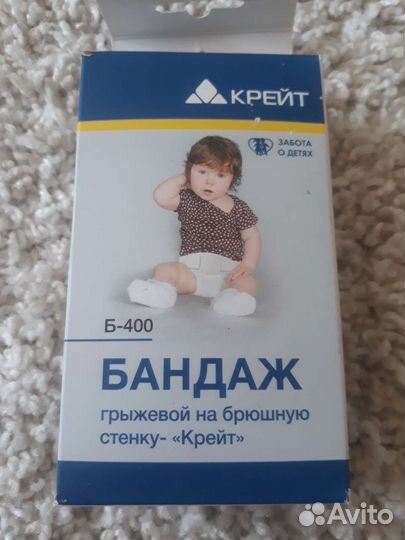 КРЕЙТ
ЗАБОТА
О ДЕТЯХ
Б-400
БАНДАЖ
грыжевой на брюшную
стенку- «Крейт»
Avito